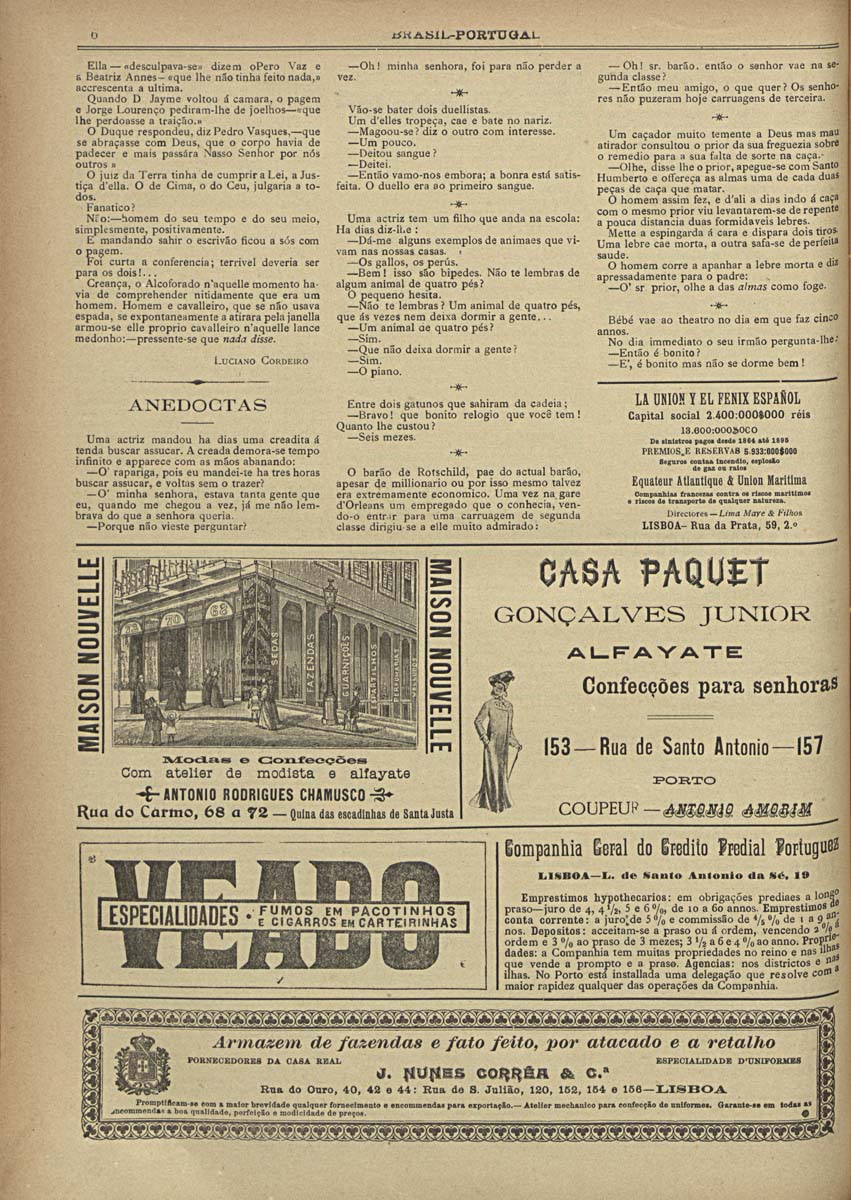 6
BRASIL-PORTUGAL
Ella — «desculpava-se» dizem oPero Vaz e
a Beatriz Annes—«que lhe não tinha feito nada,»
accrescenta a ultima.
Quando D Jayme voltou á camara, o pagem
e Jorge Lourenço pediram-lhe de joelhos—«que
lhe perdoasse a traição.»
O Duque respondeu, diz Pedro Vasques,—que
se abraçasse com Deus, que o corpo havia de
padecer e mais passára Nasso Senhor por nós
outros »
O juiz da Terra tinha de cumprir a Lei, a Jus-
tiça d'ella. O de Cima, o do Ceu, julgaria a to-
dos.
Fanatico?
Não:—homem do seu tempo e do seu meio,
simplesmente, positivamente.
E mandando sahir o escrivão ficou a sós com
o pagem.
Foi curta a conferencia; terrivel deveria ser
para os dois!...
Creança, o Alcoforado n'aquelle momento ha-
via de comprehender nitidamente que era um
homem. Homem e cavalleiro, que se não usava
espada, se expontaneamente a atirara pela janella
armou-se elle proprio cavalleiro n'aquelle lance
medonho:—pressente-se que nada disse.
Luciano Cordeiro
ANEDOCTAS
Uma actriz mandou ha dias uma creadita á
tenda buscar assucar. A creada demora-se tempo
infinito e apparece com as mãos abanando:
—O' rapariga, pois eu mandei-te ha tres horas
buscar assucar, e voltas sem o trazer?
—O' minha senhora, estava tanta gente que
eu, quando me chegou a vez, já me não lem-
brava do que a senhora queria.
—Porque não vieste perguntar?
—Oh! minha senhora, foi para não perder a
vez.
Vão-se bater dois duellistas.
Um d'elles tropeça, cae e bate no nariz.
—Magoou-se? diz o outro com interesse.
—Um pouco.
—Deitou sangue?
—Deitei.
—Então vamo-nos embora; a bonra está satis-
feita. O duello era ao primeiro sangue.
Uma actriz tem um filho que anda na escola:
Ha dias diz-lh.e :
—Dá-me alguns exemplos de animaes que vi-
vam nas nossas casas.
—Os gallos, os perús.
—Bem! isso são bipedes. Não te lembras de
algum animal de quatro pés?
O pequeno hesita.
—Não te lembras? Um animal de quatro pés,
que ás vezes nem deixa dormir a gente...
—Um animal de quatro pés?
—Sim.
—Que não deixa dormir a gente?
—Sim.
—O piano.
Entre dois gatunos que sahiram da cadeia;
—Bravo! que bonito relogio que você tem!
Quanto lhe custou?
—Seis mezes.
O barão de Rotschild, pae do actual barão,
apesar de millionario ou por isso mesmo talvez
era extremamente economico. Uma vez na gare
d'Orleans um empregado que o conhecia, ven-
do-o entrar para uma carruagem de segunda
classe dirigiu-se a elle muito admirado:
—Oh! sr. barão. então o senhor vae na se-
gunda classe?
—Então meu amigo, o que quer? Os senho-
res não puzeram hoje carruagens de terceira.
Um caçador muito temente a Deus mas mau
atirador consultou o prior da sua freguezia sobre
o remedio para a sua falta de sorte na caça.
—Olhe, disse lhe o prior, apegue-se com Santo
Humberto e offereça as almas uma de cada duas
peças de caça que matar.
O homem assim fez, e d'ali a dias indo á caça
com o mesmo prior viu levantarem-se de repente
a pouca distancia duas formidaveis lebres.
Mette a espingarda á cara e dispara dois tiros.
Uma lebre cae morta, a outra safa-se de perfeita
saude.
O homem corre a apanhar a lebre morta e diz
apressadamente para o padre:
—O' sr prior, olhe a das almas como foge.
Bébé vae ao theatro no dia em que faz cinco
annos.
No dia immediato o seu irmão pergunta-lhe:
—Então é bonito?
—E', é bonito mas não se dorme bem!
LA UNION Y EL FENIX ESPAÑOL
Capital social 2.400:000$000 réis
13.600:000$0C0
De sinistros pagos desde 1864 até 1895
PREMIOS E RESERVAS 5.933:000$000
Seguros contaa incendio, explosão
de gaz ou raios
Equateur Atlantique & Union Maritima
Companhias francezas contra os riscos maritimos
e riscos de transporte de qualquer natureza.
Directores—Lima Maye & Filhos
LISBOA—Rua da Prata, 59, 2.º
MAISON NOUVELLE
70
68
SEDAS
FAZENDAS
GUARNIÇÕES
ESPARTILHOS
PERFUMARIAS
MAISON NOUVELLE
Modas e Confecções
Com atelier de modista e alfayate
ANTONIO RODRIGUES CHAMUSCO
Rua do Carmo, 68 a 72 — Quina das escadinhas de Santa Justa
CASA PAQUET
GONÇALVES JUNIOR
ALFAYATE
Confecções para senhoras
153—Rua de Santo Antonio—157
PORTO
COUPEUR—ANTONIO AMORIM
VEADO
ESPECIALIDADES · FUMOS EM PACOTINHOS
E CIGARROS EM CARTEIRINHAS
Companhia Geral do Credito Predial Portuguez
LISBOA—L. de Santo Antonio da Sé, 19
Emprestimos hypothecarios: em obrigações prediaes a longo
praso—juro de 4, 4 1/2, 5 e 6 %, de 10 a 60 annos. Emprestimos de
conta corrente: a juro de 5 % e commissão de 4/5 % de 1 a 9 an-
nos. Depositos: acceitam-se a praso ou á ordem, vencendo 2 % á
ordem e 3 % ao praso de 3 mezes; 3 1/2 a 6 e 4 % ao anno. Proprie-
dades: a Companhia tem muitas propriedades no reino e nas ilhas
que vende a prompto e a praso. Agencias: nos districtos e nas
ilhas. No Porto está installada uma delegação que resolve com a
maior rapidez qualquer das operações da Companhia.
Armazem de fazendas e fato feito, por atacado e a retalho
FORNECEDORES DA CASA REAL
ESPECIALIDADE D'UNIFORMES
J. NUNES CORRÊA & C.ª
Rua do Ouro, 40, 42 e 44: Rua de S. Julião, 120, 152, 154 e 156—LISBOA
Promptificam-se com a maior brevidade qualquer fornecimento e encommendas para exportação.—Atelier mechanico para confecção de uniformes. Garante-se em todas as
encommendas a boa qualidade, perfeição e modicidade de preços.